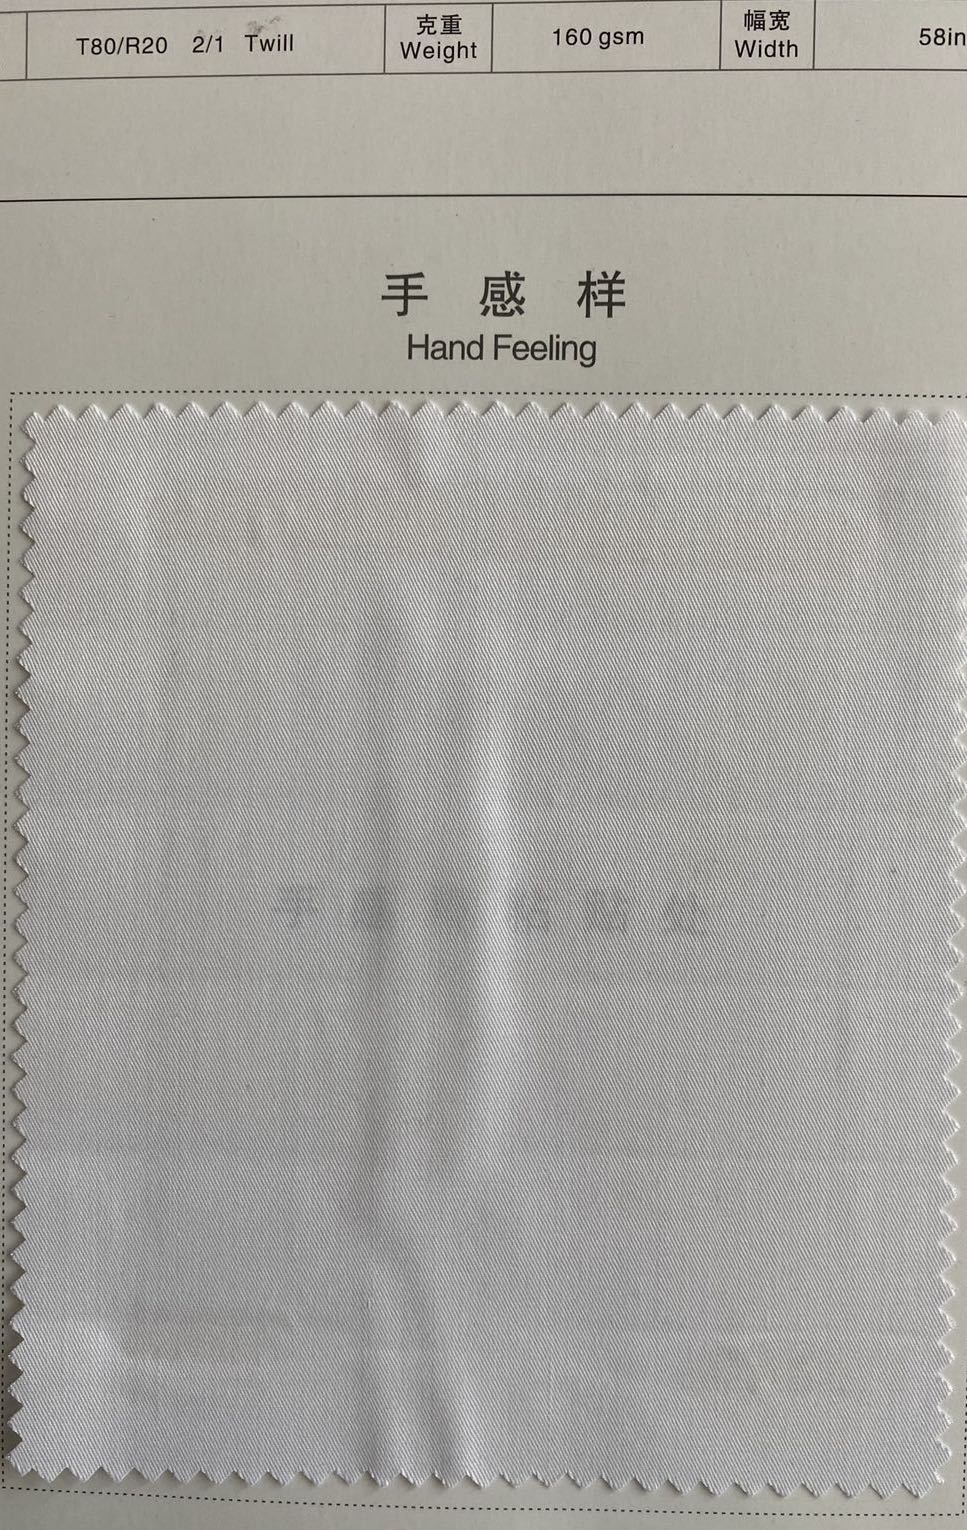 T80/R20 2/1 Twill
克重
Weight
160 gsm
幅宽
Width
58in
手感样
Hand Feeling